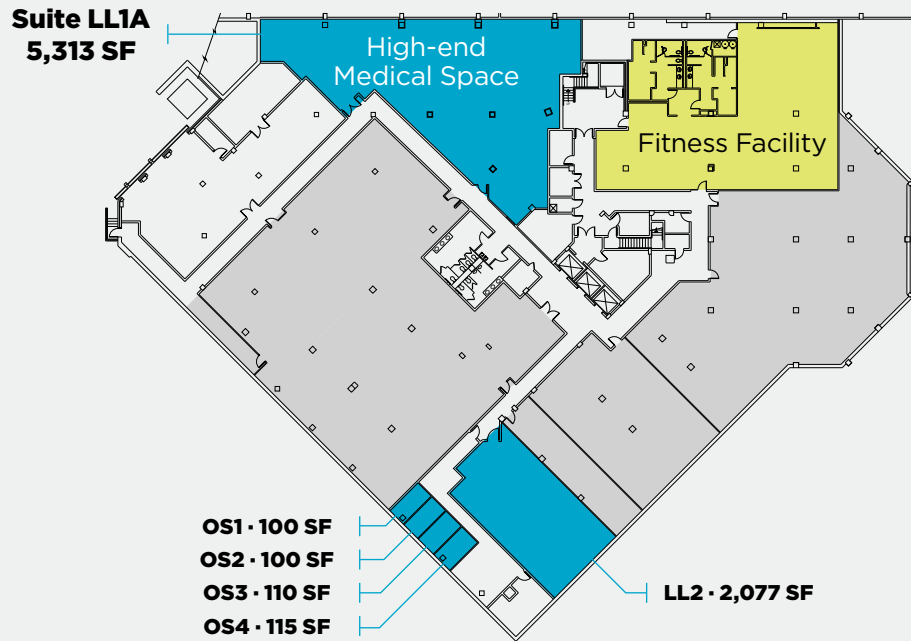 Suite LL1A
5,313 SF
High-end
Medical Space
Fitness Facility
OS1 · 100 SF
OS2 · 100 SF
OS3 · 110 SF
OS4 · 115 SF
LL2 · 2,077 SF